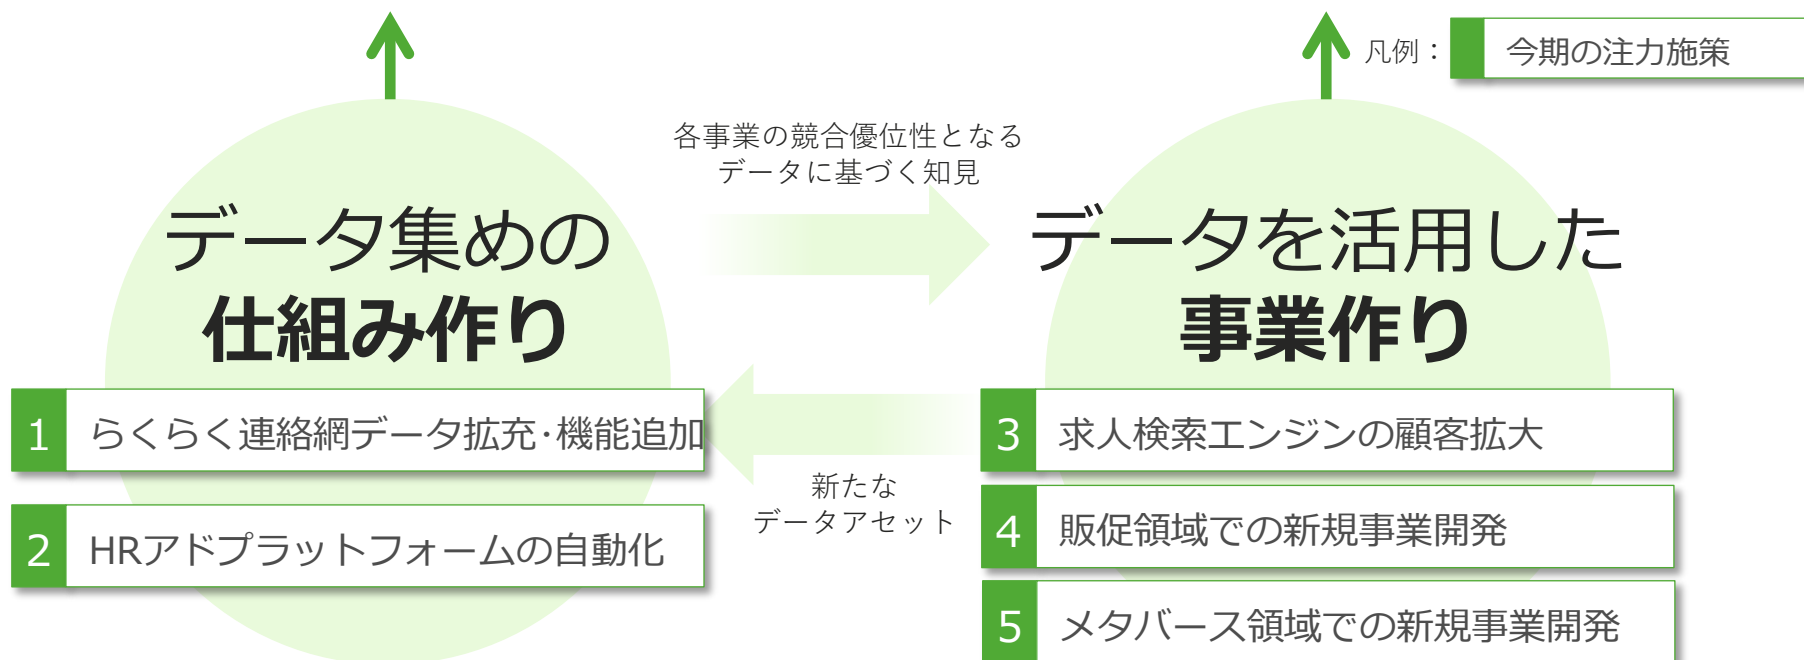 凡例：
今期の注力施策
各事業の競合優位性となる
データに基づく知見
データ集めの
仕組み作り
1 らくらく連絡網データ拡充･機能追加
2 HRアドプラットフォームの自動化
新たな
データアセット
データを活用した
事業作り
3 求人検索エンジンの顧客拡大
4 販促領域での新規事業開発
5 メタバース領域での新規事業開発